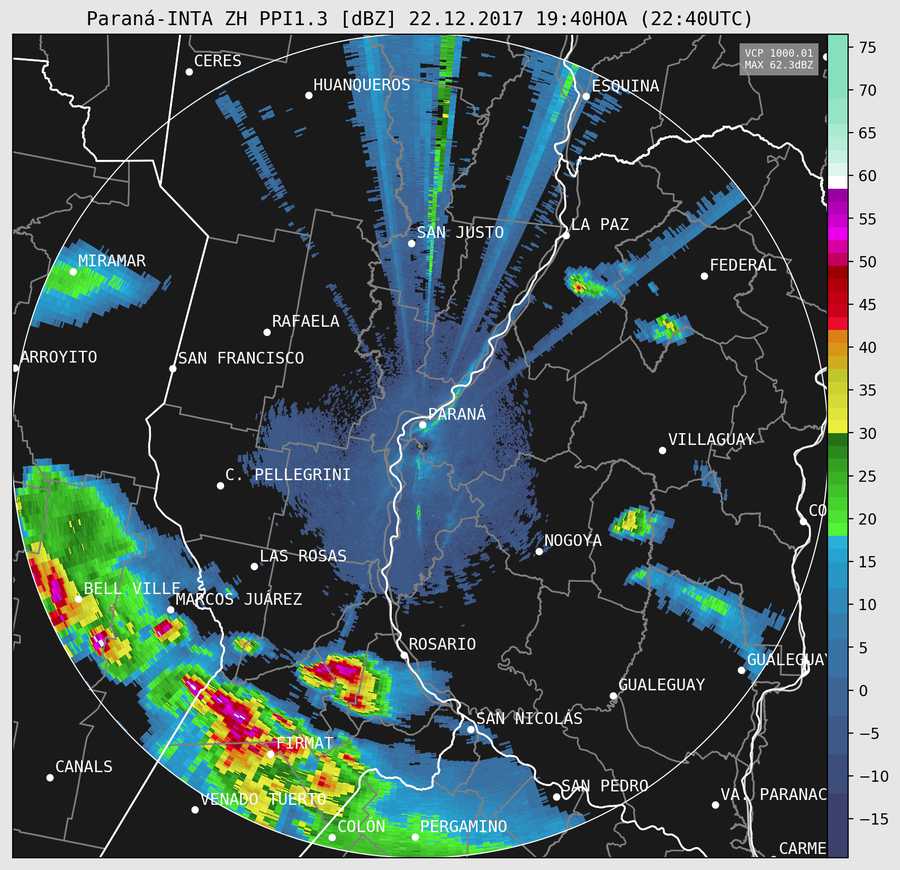 Paraná-INTA ZH PPI1.3 [dBZ] 22.12.2017 19:40HOA (22:40UTC)
VCP 1000.01
MAX 62.3dBZ
CERES
HUANQUEROS
ESQUINA
SAN JUSTO
LA PAZ
MIRAMAR
FEDERAL
RAFAELA
ARROYITO
SAN FRANCISCO
PARANÁ
VILLAGUAY
C. PELLEGRINI
CO
NOGOYA
LAS ROSAS
BELL VILLE
MARCOS JUÁREZ
ROSARIO
GUALEGUAY
GUALEGUAY
SAN NICOLÁS
FIRMAT
CANALS
SAN PEDRO
VENADO TUERTO
VA. PARANAC
COLÓN
PERGAMINO
CARME
75
70
65
60
55
50
45
40
35
30
25
20
15
10
5
0
−5
−10
−15